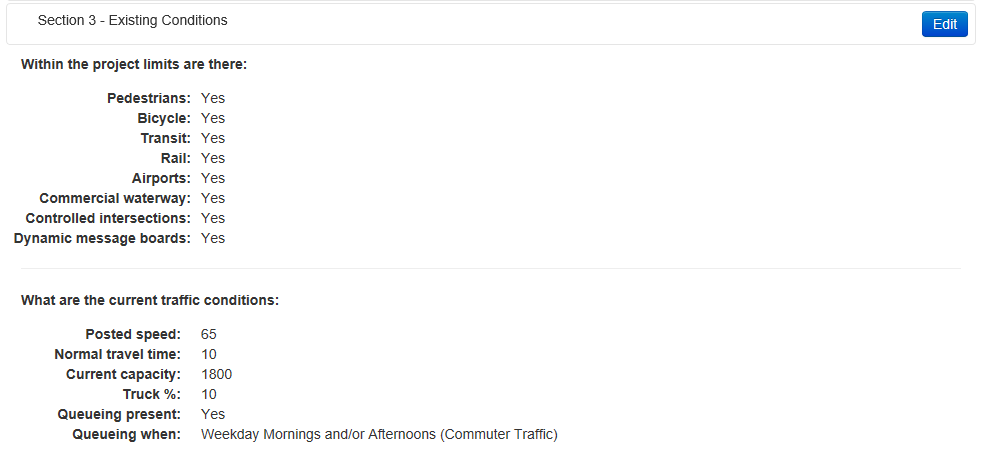 Section 3 - Existing Conditions
Edit
Within the project limits are there:
Pedestrians: Yes
Bicycle: Yes
Transit: Yes
Rail: Yes
Airports: Yes
Commercial waterway: Yes
Controlled intersections: Yes
Dynamic message boards: Yes
What are the current traffic conditions:
Posted speed: 65
Normal travel time: 10
Current capacity: 1800
Truck %: 10
Queueing present: Yes
Queueing when: Weekday Mornings and/or Afternoons (Commuter Traffic)